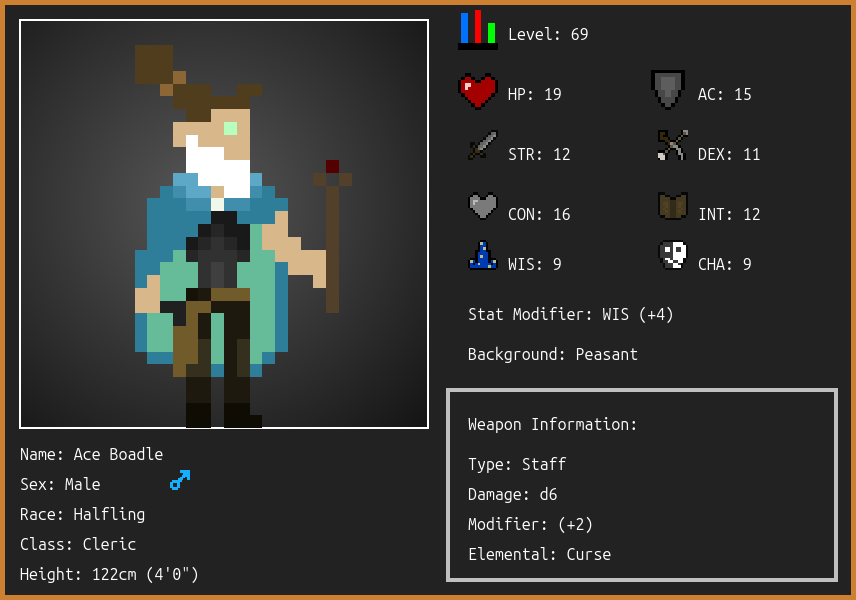 Level: 69
HP: 19
AC: 15
STR: 12
DEX: 11
CON: 16
INT: 12
WIS: 9
CHA: 9
Stat Modifier: WIS (+4)
Background: Peasant
Name: Ace Boadle
Sex: Male
Race: Halfling
Class: Cleric
Height: 122cm (4'0")
Weapon Information:
Type: Staff
Damage: d6
Modifier: (+2)
Elemental: Curse